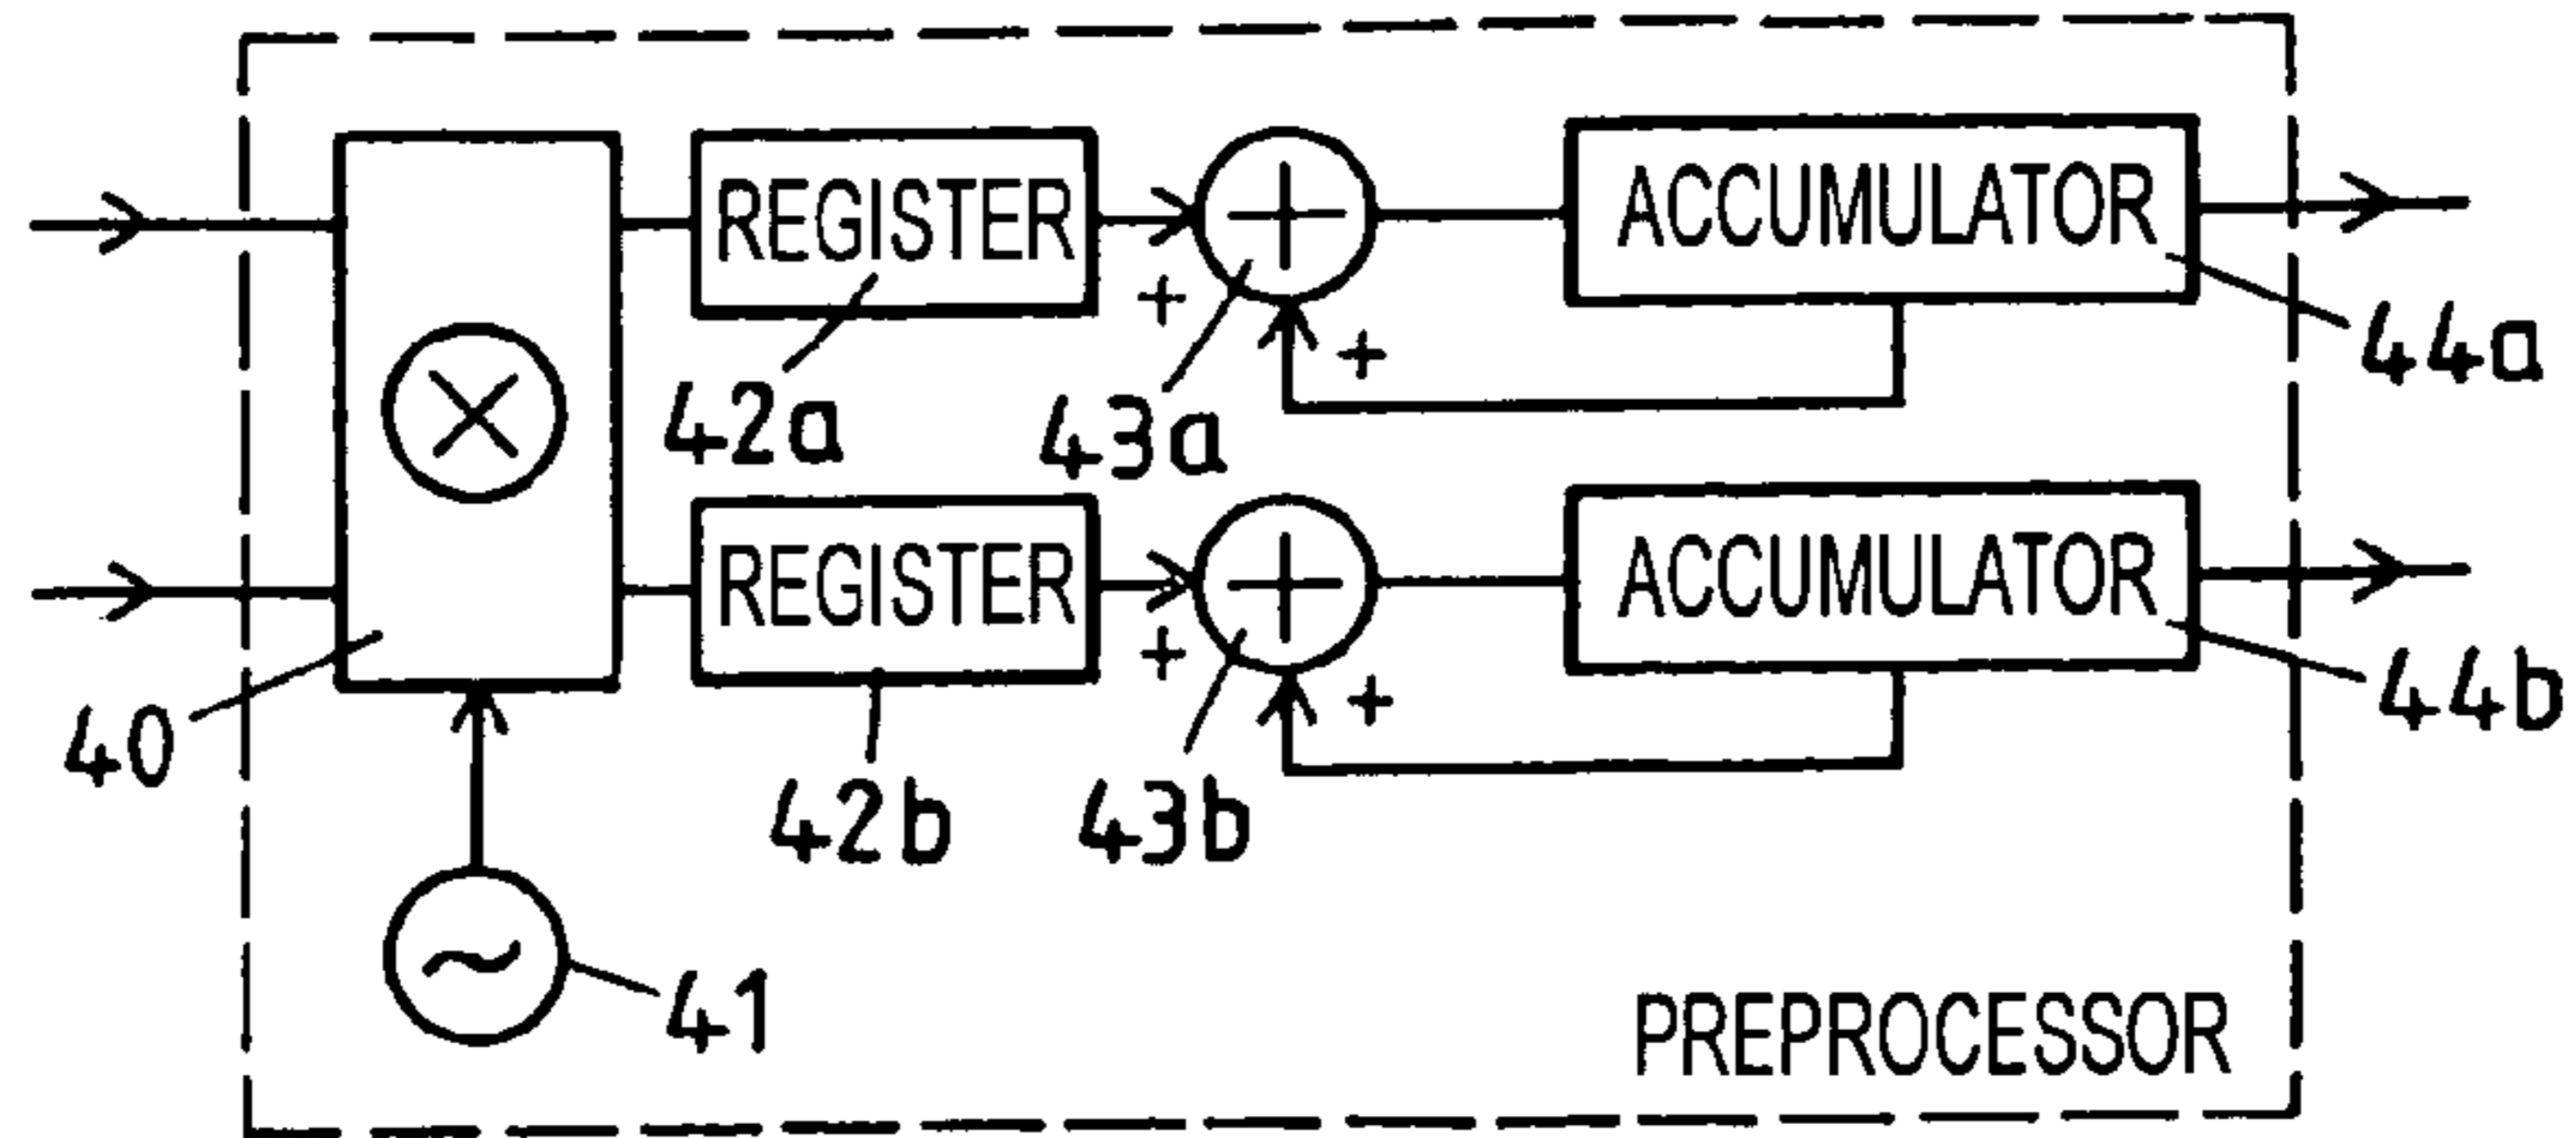 REGISTER
ACCUMULATOR
+
+
44a
42a
43a
REGISTER
ACCUMULATOR
+
+
40
44b
42b
43b
41
PREPROCESSOR